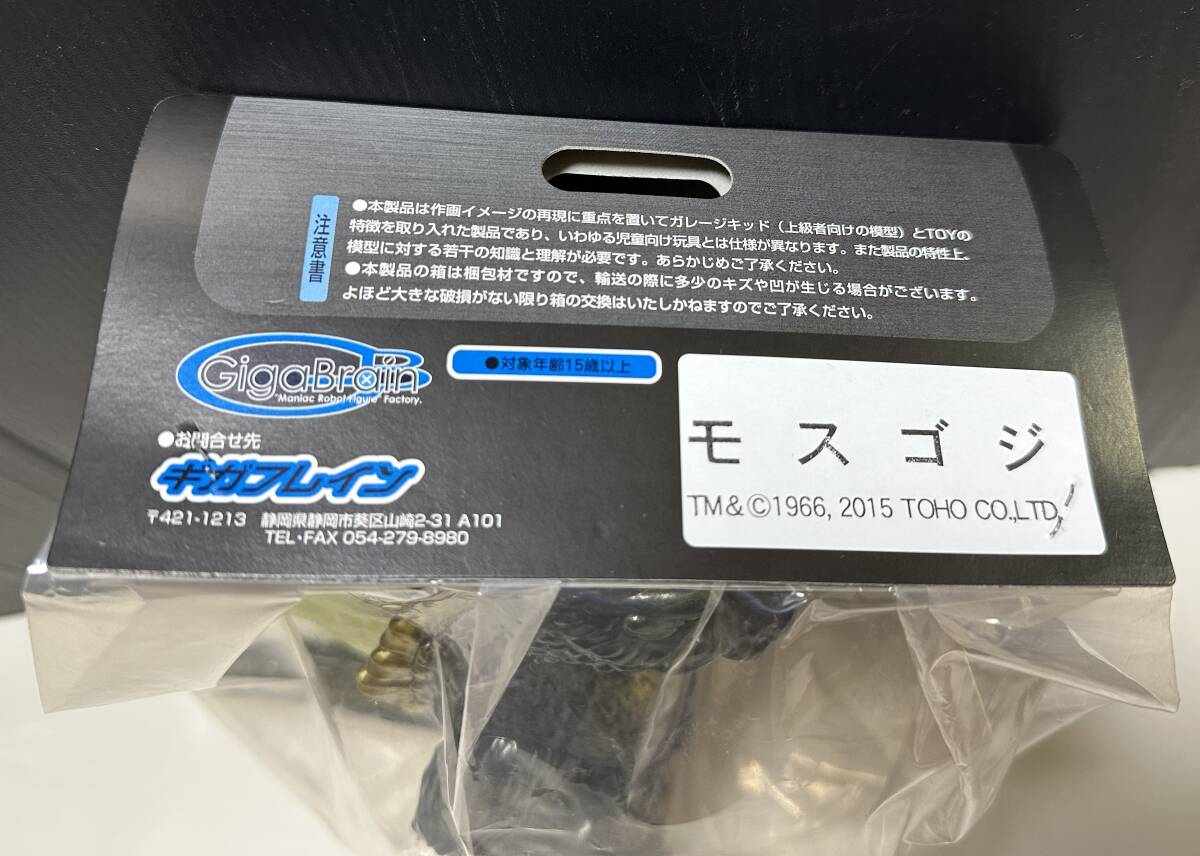 注意書
●本製品は作画イメージの再現に重点を置いてガレージキッド（上級者向けの模型）とTOYの
特徴を取り入れた製品であり、いわゆる児童向け玩具とは仕様が異なります。また製品の特性上、
模型に対する若干の知識と理解が必要です。あらかじめご了承ください。
●本製品の箱は梱包材ですので、輸送の際に多少のキズや凹が生じる場合がございます。
よほど大きな破損がない限り箱の交換はいたしかねますのでご了承ください。
GigaBrain
"Maniac Robot Figure" Factory.
●対象年齢15歳以上
●お問合せ先
ギガブレイン
〒421-1213 静岡県静岡市葵区山崎2-31 A101
TEL・FAX 054-279-8980
モスゴジ
TM&©1966, 2015 TOHO CO.,LTD.